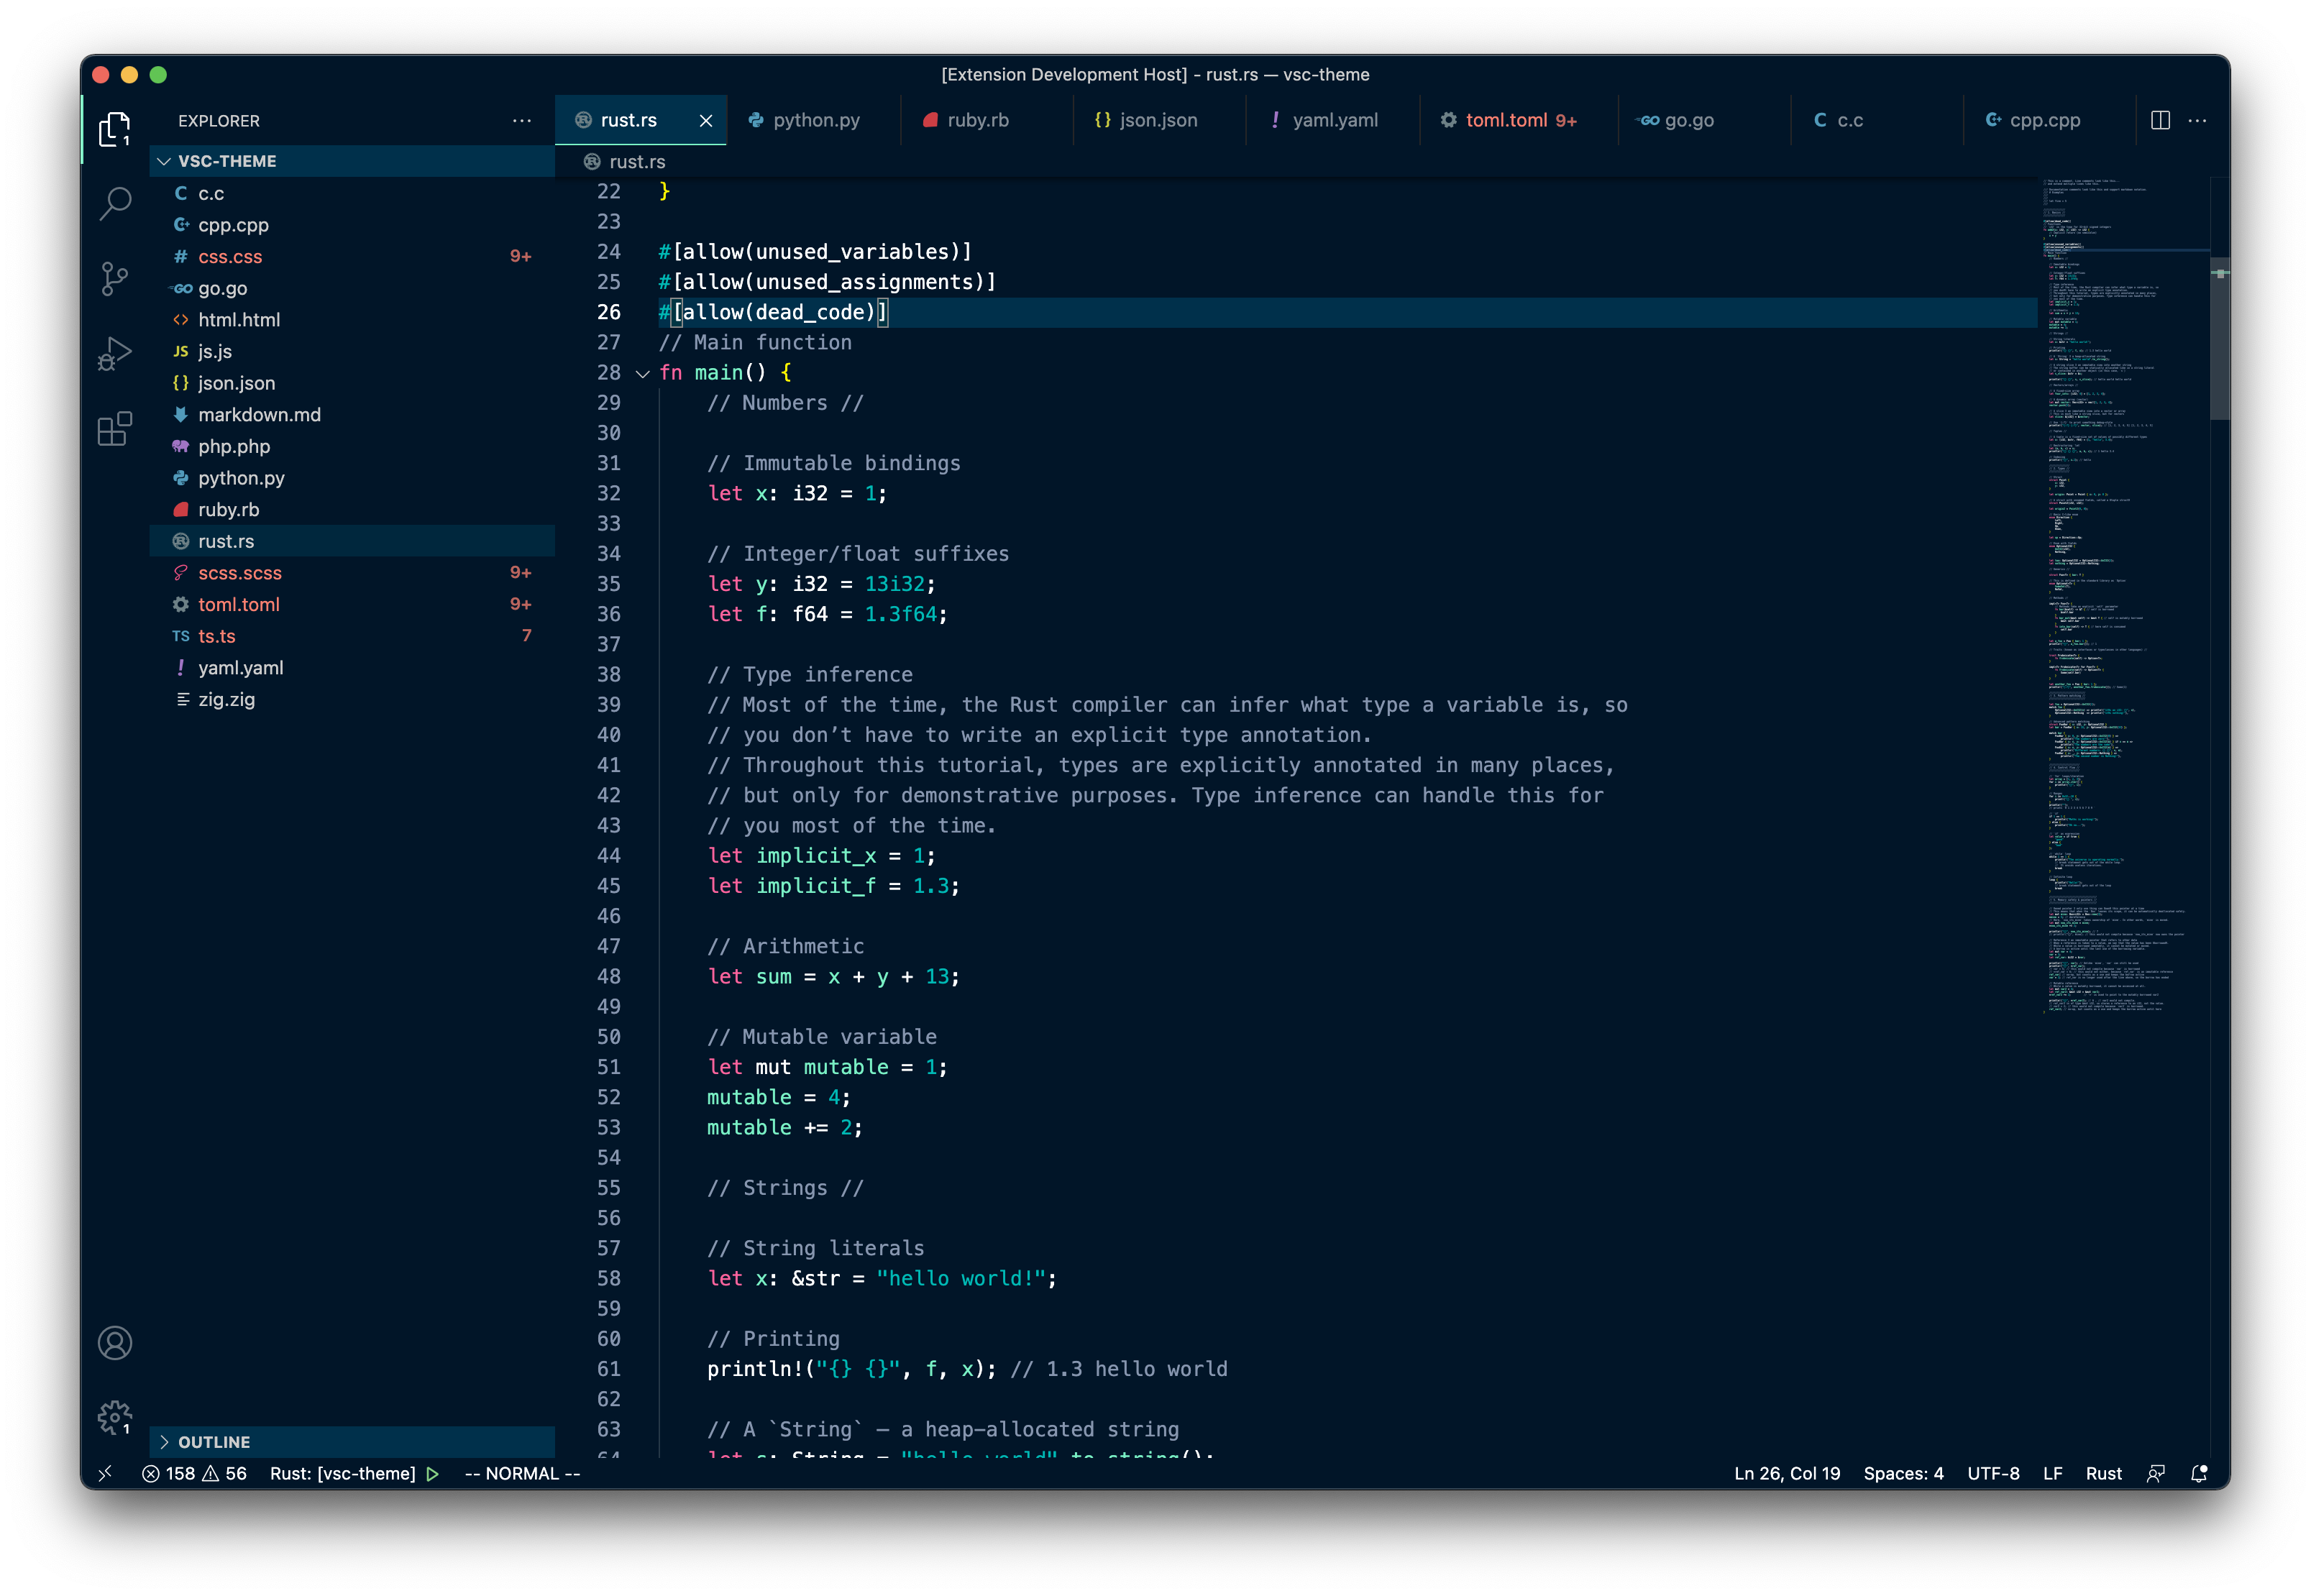 [Extension Development Host] - rust.rs — vsc-theme
1
EXPLORER
VSC-THEME
C c.c
cpp.cpp
# css.css 9+
GO go.go
<> html.html
JS js.js
{} json.json
markdown.md
php.php
python.py
ruby.rb
rust.rs
scss.scss 9+
toml.toml 9+
TS ts.ts 7
! yaml.yaml
zig.zig
OUTLINE
1
rust.rs
python.py
ruby.rb
{} json.json
! yaml.yaml
toml.toml 9+
GO go.go
C c.c
cpp.cpp
rust.rs
22 }
23
24 #[allow(unused_variables)]
25 #[allow(unused_assignments)]
26 #[allow(dead_code)]
27 // Main function
28 fn main() {
29     // Numbers //
30
31     // Immutable bindings
32     let x: i32 = 1;
33
34     // Integer/float suffixes
35     let y: i32 = 13i32;
36     let f: f64 = 1.3f64;
37
38     // Type inference
39     // Most of the time, the Rust compiler can infer what type a variable is, so
40     // you don’t have to write an explicit type annotation.
41     // Throughout this tutorial, types are explicitly annotated in many places,
42     // but only for demonstrative purposes. Type inference can handle this for
43     // you most of the time.
44     let implicit_x = 1;
45     let implicit_f = 1.3;
46
47     // Arithmetic
48     let sum = x + y + 13;
49
50     // Mutable variable
51     let mut mutable = 1;
52     mutable = 4;
53     mutable += 2;
54
55     // Strings //
56
57     // String literals
58     let x: &str = "hello world!";
59
60     // Printing
61     println!("{} {}", f, x); // 1.3 hello world
62
63     // A `String` – a heap-allocated string
64     let s: String = "hello world".to_string();
158 56 Rust: [vsc-theme] -- NORMAL --
Ln 26, Col 19 Spaces: 4 UTF-8 LF Rust